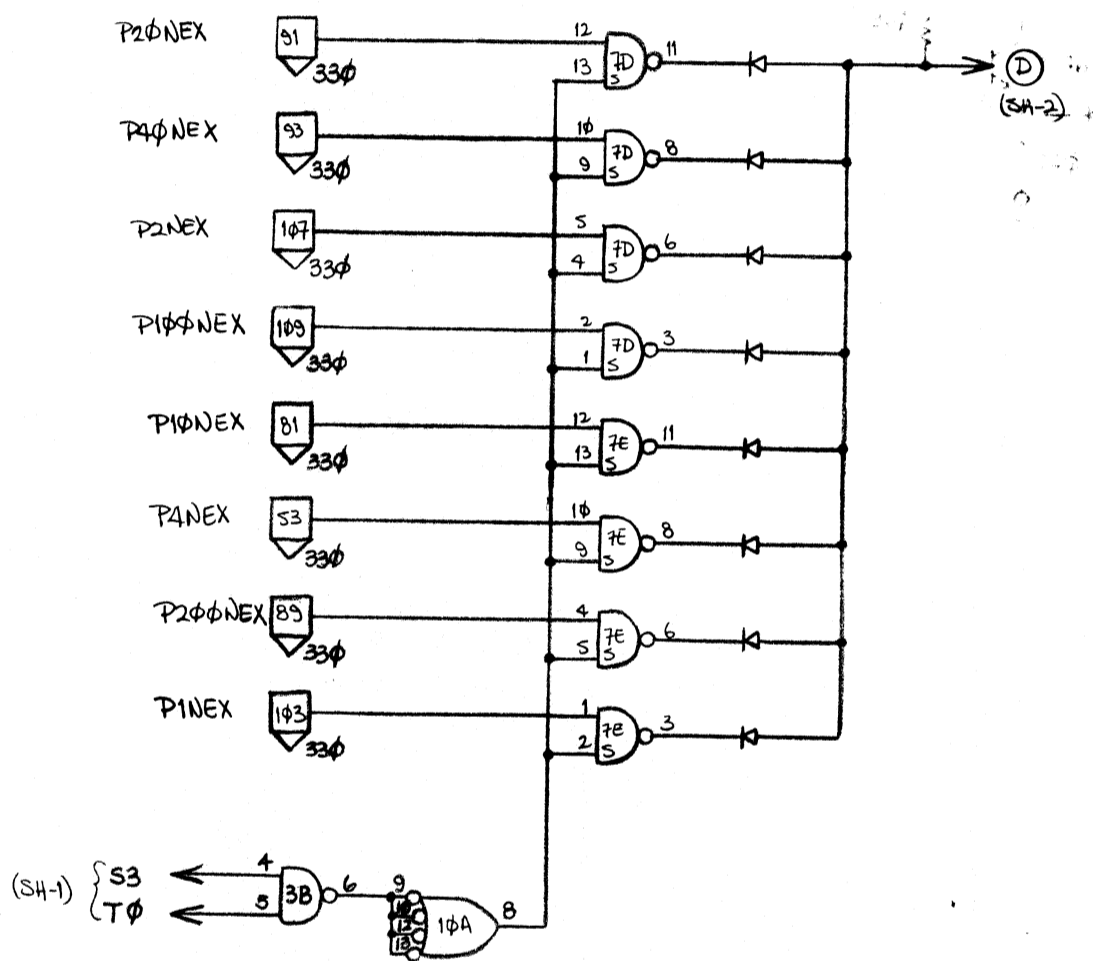 P2ØNEX 91 12 11
33Ø 13 7D S D
(SH-2)
P4ØNEX 93 1Ø 8
33Ø 9 7D S
P2NEX 1Ø7 5 6
33Ø 4 7D S
P1ØØNEX 1Ø9 2 3
33Ø 1 7D S
P1ØNEX 81 12 11
33Ø 13 7E S
P4NEX 53 1Ø 8
33Ø 9 7E S
P2ØØNEX 89 4 6
33Ø 5 7E S
P1NEX 1Ø3 1 3
33Ø 2 7E S
(SH-1) S3 4 3B 6 9 8
TØ 5 1Ø 1ØA
12
13